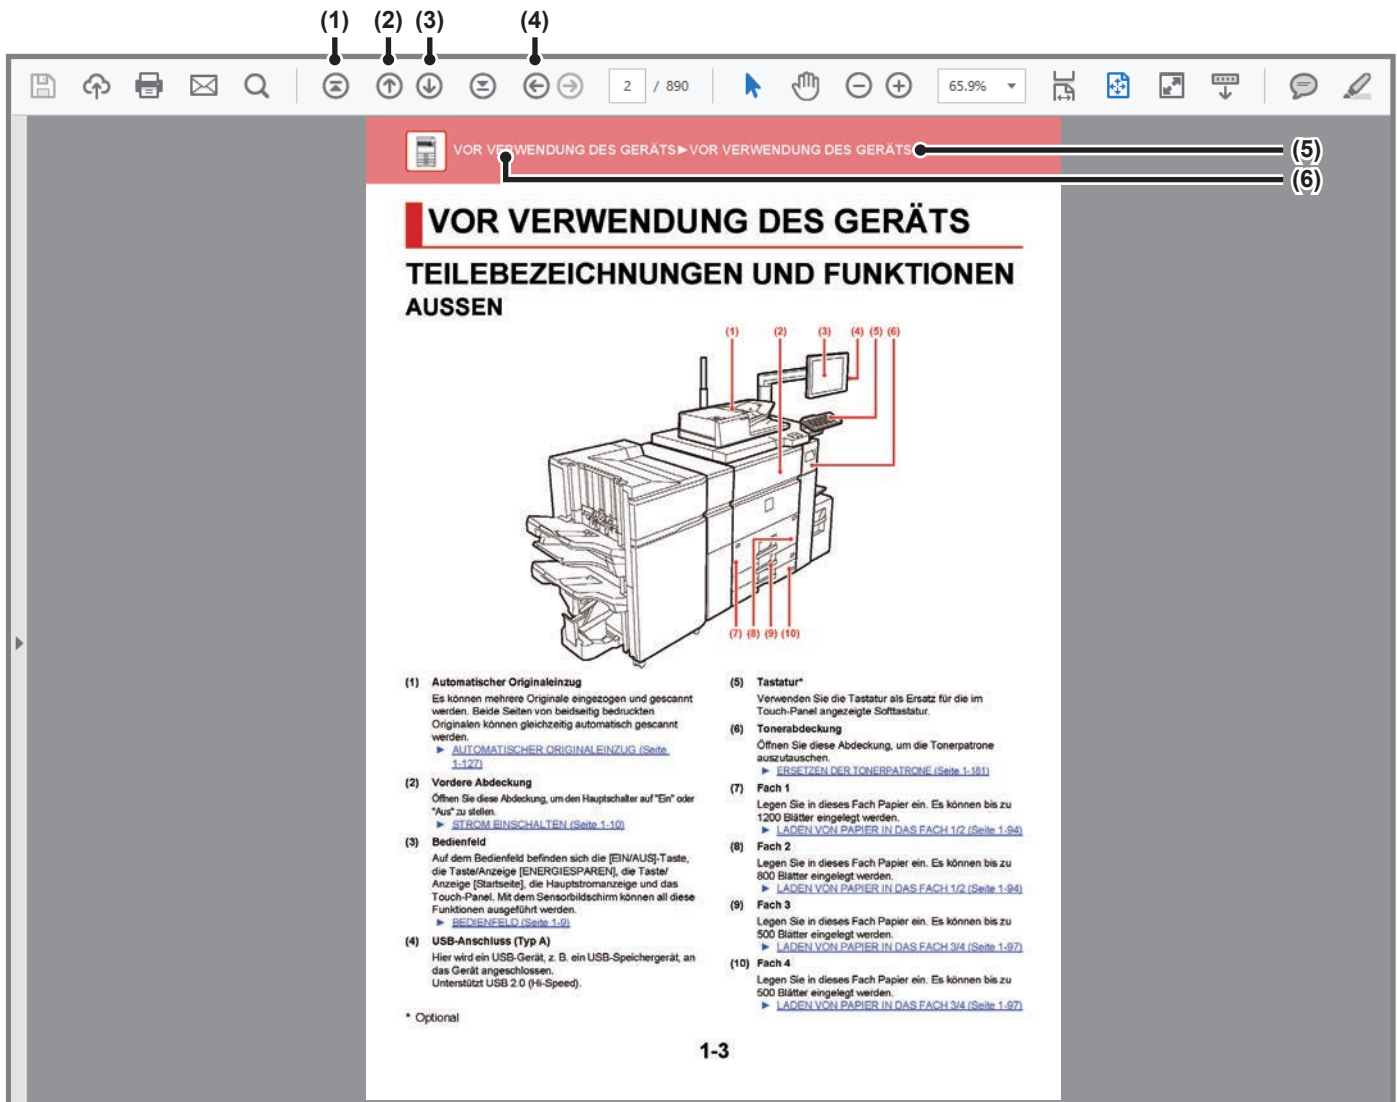 (1) (2) (3) (4)
2 / 890 65.9%
VOR VERWENDUNG DES GERÄTS►VOR VERWENDUNG DES GERÄTS
(5)
(6)
VOR VERWENDUNG DES GERÄTS
TEILEBEZEICHNUNGEN UND FUNKTIONEN
AUSSEN
(1) (2) (3) (4) (5) (6)
(7) (8) (9) (10)
(1) Automatischer Originaleinzug
Es können mehrere Originale eingezogen und gescannt
werden. Beide Seiten von beidseitig bedruckten
Originalen können gleichzeitig automatisch gescannt
werden.
► AUTOMATISCHER ORIGINALEINZUG (Seite
1-127)
(2) Vordere Abdeckung
Öffnen Sie diese Abdeckung, um den Hauptschalter auf "Ein" oder
"Aus" zu stellen.
► STROM EINSCHALTEN (Seite 1-10)
(3) Bedienfeld
Auf dem Bedienfeld befinden sich die [EIN/AUS]-Taste,
die Taste/Anzeige [ENERGIESPAREN], die Taste/
Anzeige [Startseite], die Hauptstromanzeige und das
Touch-Panel. Mit dem Sensorbildschirm können all diese
Funktionen ausgeführt werden.
► BEDIENFELD (Seite 1-9)
(4) USB-Anschluss (Typ A)
Hier wird ein USB-Gerät, z. B. ein USB-Speichergerät, an
das Gerät angeschlossen.
Unterstützt USB 2.0 (Hi-Speed).
(5) Tastatur*
Verwenden Sie die Tastatur als Ersatz für die im
Touch-Panel angezeigte Softtastatur.
(6) Tonerabdeckung
Öffnen Sie diese Abdeckung, um die Tonerpatrone
auszutauschen.
► ERSETZEN DER TONERPATRONE (Seite 1-181)
(7) Fach 1
Legen Sie in dieses Fach Papier ein. Es können bis zu
1200 Blätter eingelegt werden.
► LADEN VON PAPIER IN DAS FACH 1/2 (Seite 1-94)
(8) Fach 2
Legen Sie in dieses Fach Papier ein. Es können bis zu
800 Blätter eingelegt werden.
► LADEN VON PAPIER IN DAS FACH 1/2 (Seite 1-94)
(9) Fach 3
Legen Sie in dieses Fach Papier ein. Es können bis zu
500 Blätter eingelegt werden.
► LADEN VON PAPIER IN DAS FACH 3/4 (Seite 1-97)
(10) Fach 4
Legen Sie in dieses Fach Papier ein. Es können bis zu
500 Blätter eingelegt werden.
► LADEN VON PAPIER IN DAS FACH 3/4 (Seite 1-97)
* Optional
1-3